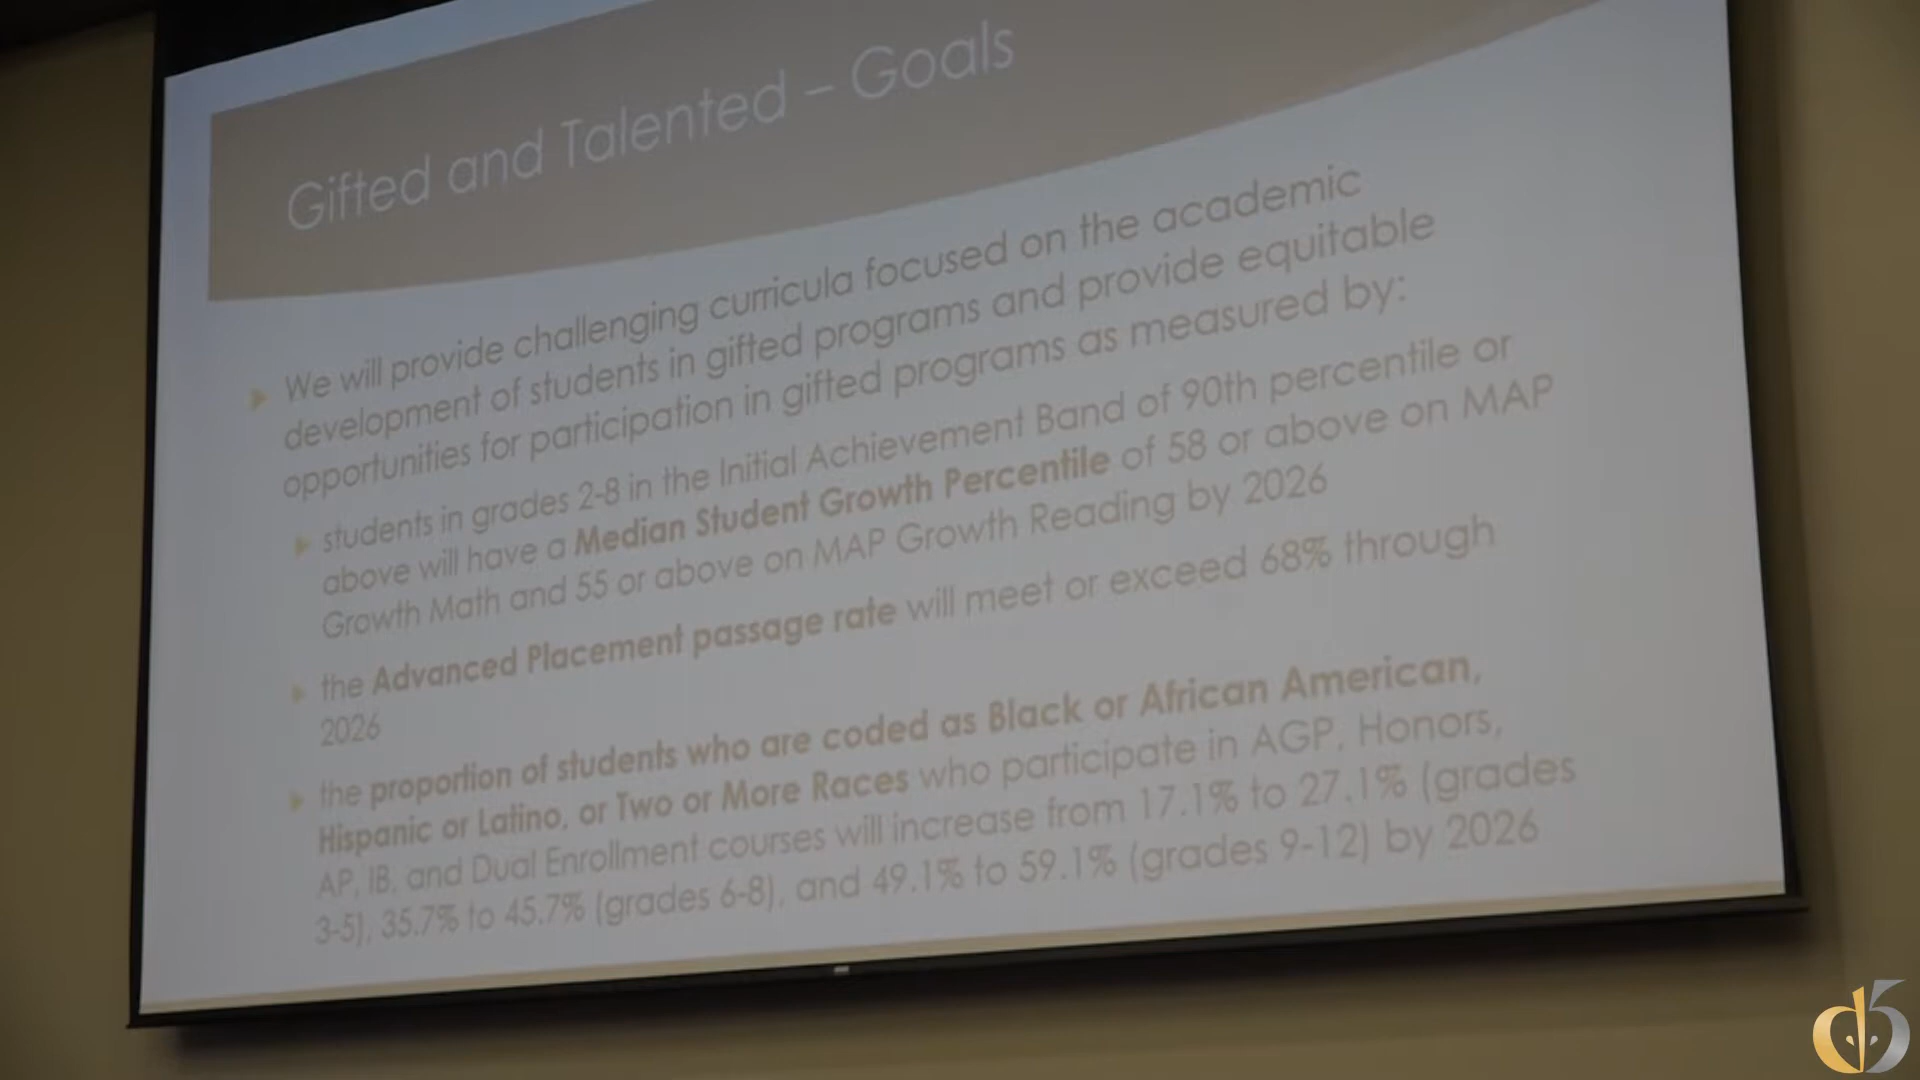 Gifted and Talented – Goals
We will provide challenging curricula focused on the academic
development of students in gifted programs and provide equitable
opportunities for participation in gifted programs as measured by:
students in grades 2-8 in the Initial Achievement Band of 90th percentile or
above will have a Median Student Growth Percentile of 58 or above on MAP
Growth Math and 55 or above on MAP Growth Reading by 2026
the Advanced Placement passage rate will meet or exceed 68% through
2026
the proportion of students who are coded as Black or African American,
Hispanic or Latino, or Two or More Races who participate in AGP, Honors,
AP, IB, and Dual Enrollment courses will increase from 17.1% to 27.1% (grades
3-5), 35.7% to 45.7% (grades 6-8), and 49.1% to 59.1% (grades 9-12) by 2026
d5